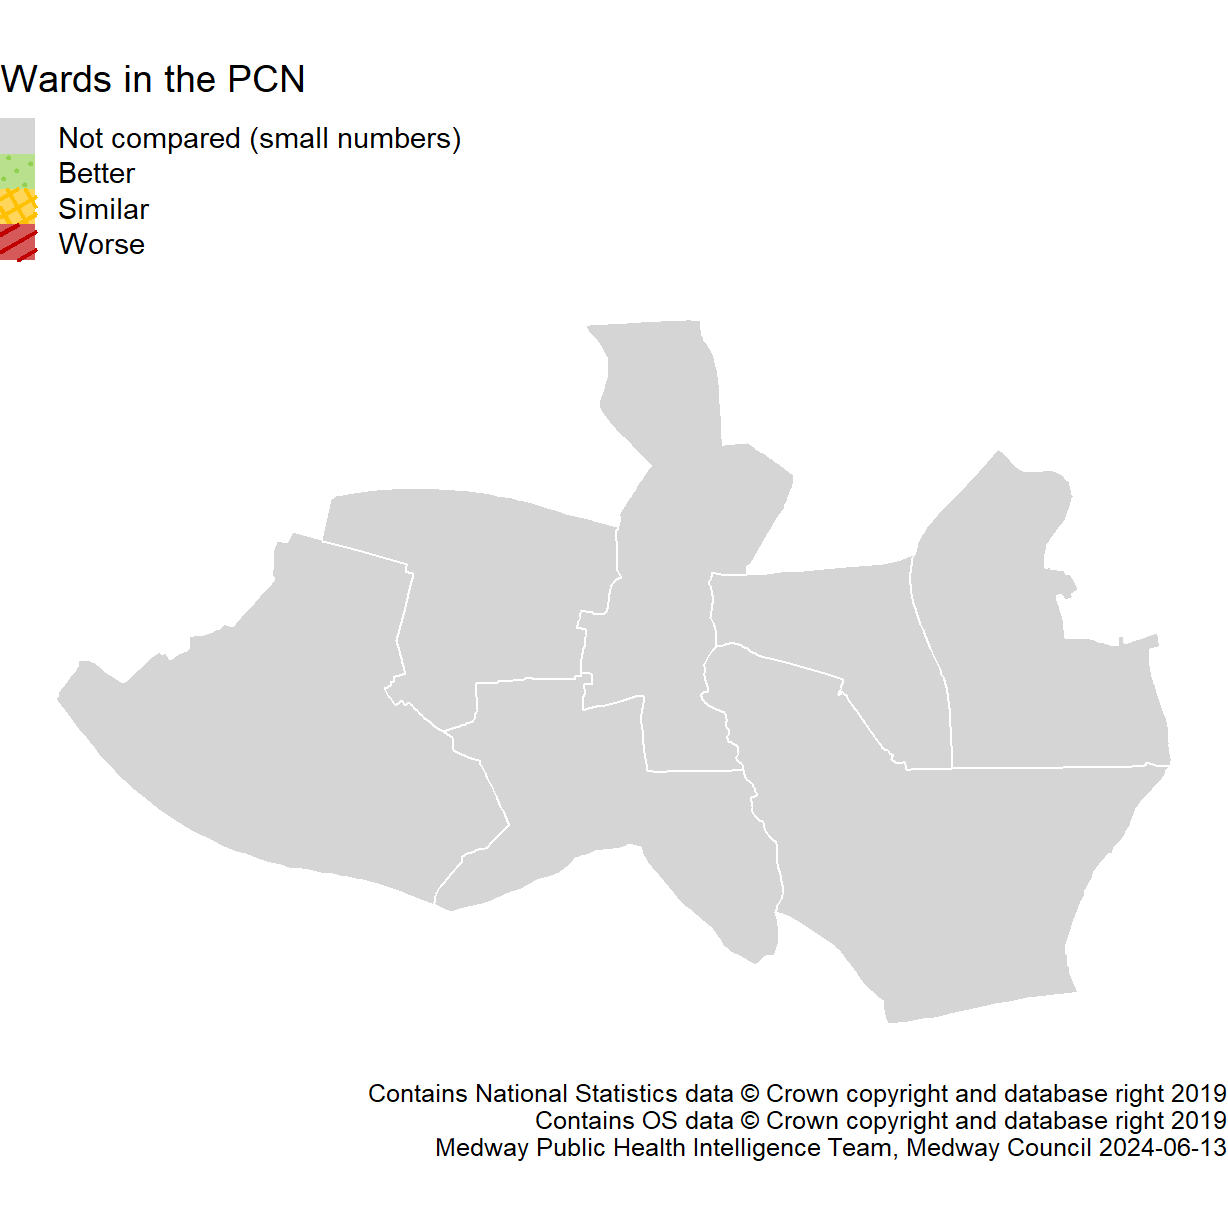 Wards in the PCN
Not compared (small numbers)
Better
Similar
Worse
Contains National Statistics data © Crown copyright and database right 2019
Contains OS data © Crown copyright and database right 2019
Medway Public Health Intelligence Team, Medway Council 2024-06-13